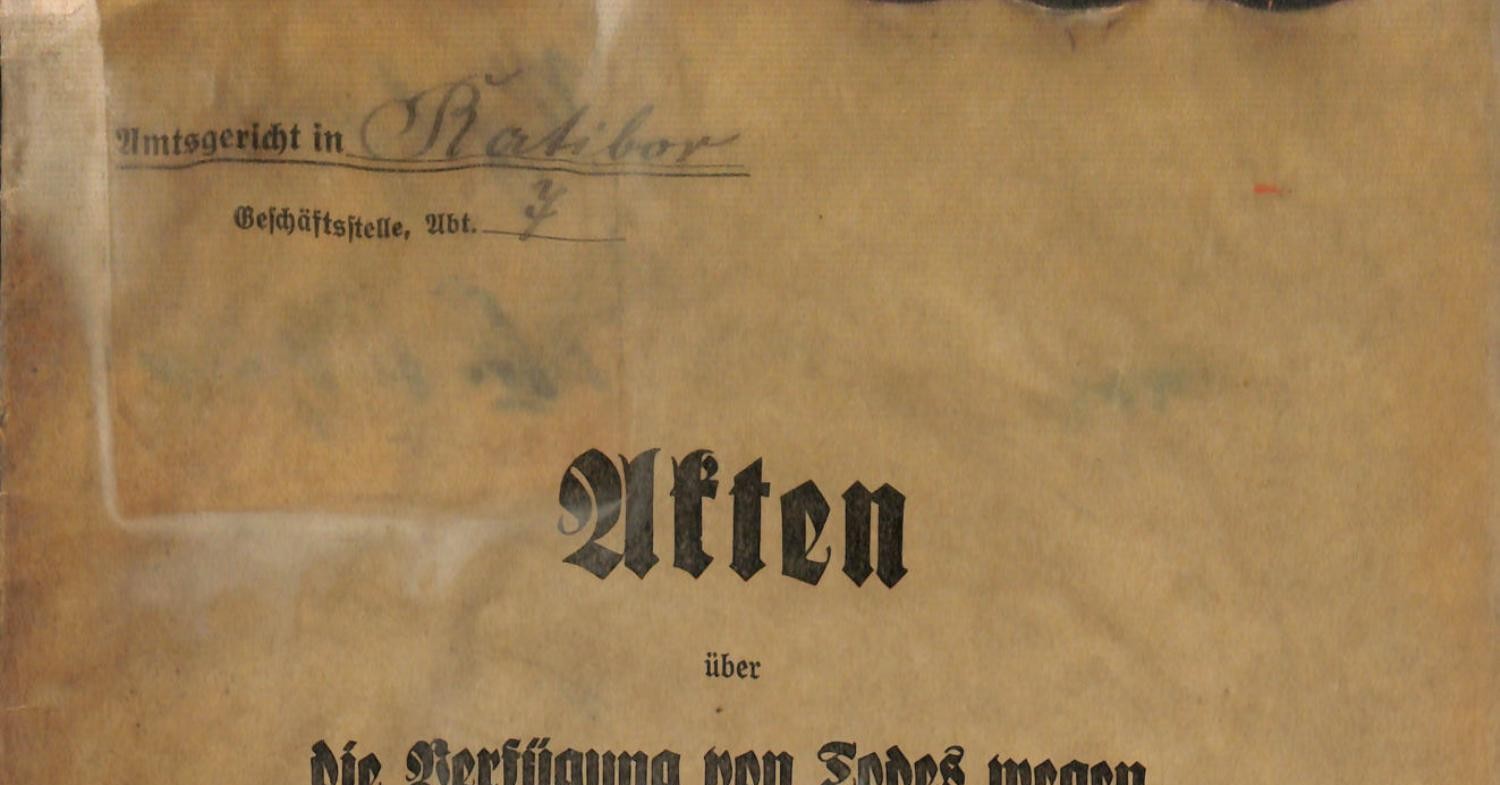 Amtsgericht in Ratibor
Geschäftsstelle, Abt. 7
Akten
über
die Verfügung von Todes wegen